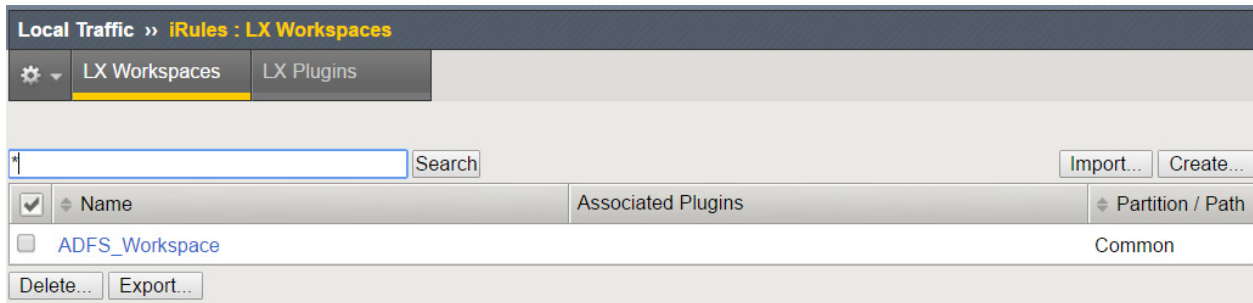 Local Traffic ›› iRules : LX Workspaces
LX Workspaces LX Plugins
* Search Import... Create...
Name Associated Plugins Partition / Path
ADFS_Workspace Common
Delete... Export...